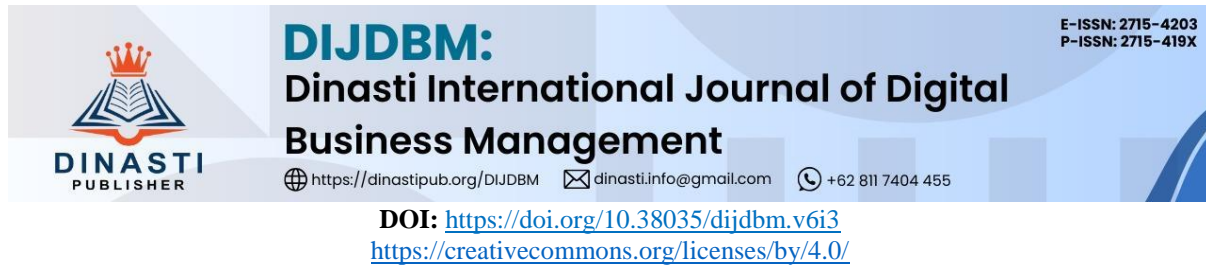 E-ISSN: 2715-4203
P-ISSN: 2715-419X
DIJDBM:
Dinasti International Journal of Digital
Business Management
DINASTI
PUBLISHER
https://dinastipub.org/DIJDBM dinasti.info@gmail.com +62 811 7404 455
DOI: https://doi.org/10.38035/dijdbm.v6i3
https://creativecommons.org/licenses/by/4.0/